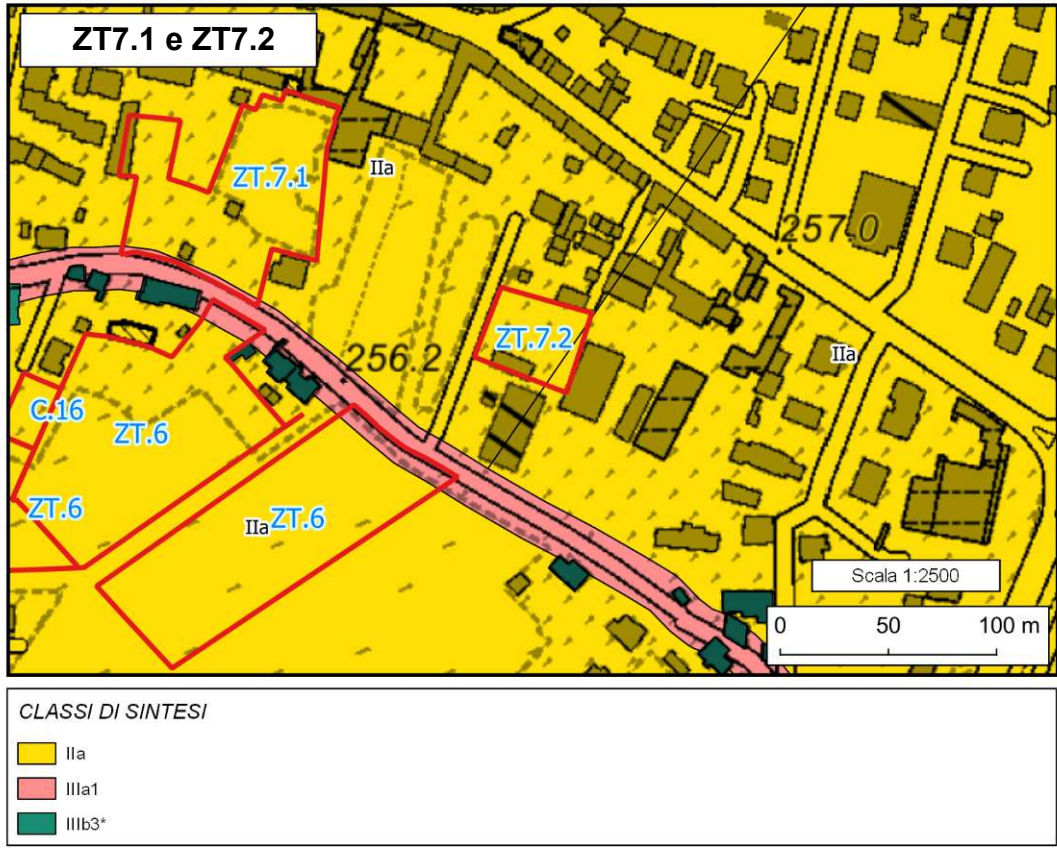 ZT7.1 e ZT7.2
IIa
ZT.7.1
257.0
ZT.7.2
256.2
IIa
C.16
ZT.6
ZT.6
IIa ZT.6
Scala 1:2500
0 50 100 m
CLASSI DI SINTESI
IIa
IIIa1
IIIb3*